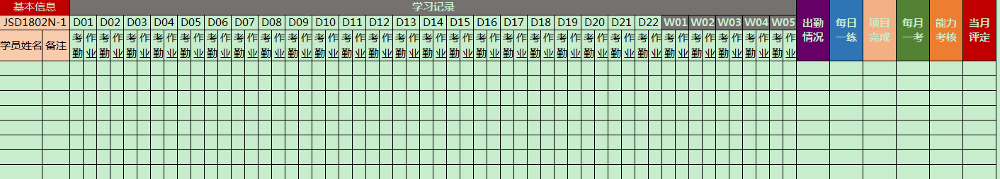 基本信息 学习记录
JSD1802N-1 D01 D02 D03 D04 D05 D06 D07 D08 D09 D10 D11 D12 D13 D14 D15 D16 D17 D18 D19 D20 D21 D22 W01 W02 W03 W04 W05 出勤情况 每日一练 项目完成 每月一考 能力考核 当月评定
学员姓名 备注 考勤 作业 考勤 作业 考勤 作业 考勤 作业 考勤 作业 考勤 作业 考勤 作业 考勤 作业 考勤 作业 考勤 作业 考勤 作业 考勤 作业 考勤 作业 考勤 作业 考勤 作业 考勤 作业 考勤 作业 考勤 作业 考勤 作业 考勤 作业 考勤 作业 考勤 作业 考勤 作业 考勤 作业 考勤 作业 考勤 作业 考勤 作业